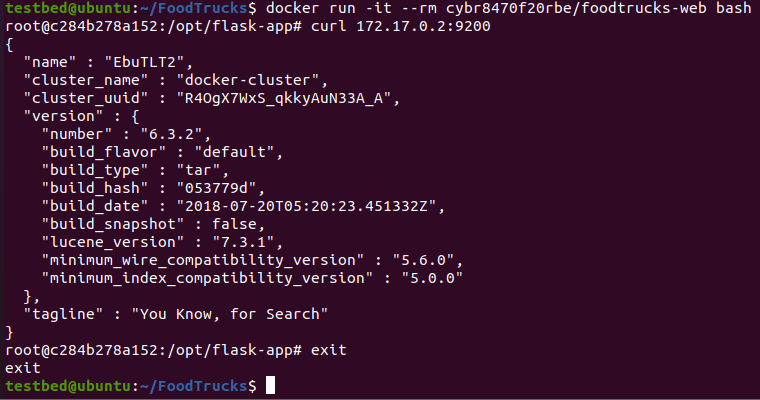 testbed@ubuntu:~/FoodTrucks$ docker run -it --rm cybr8470f20rbe/foodtrucks-web bash
root@c284b278a152:/opt/flask-app# curl 172.17.0.2:9200
{
  "name" : "EbuTLT2",
  "cluster_name" : "docker-cluster",
  "cluster_uuid" : "R4OgX7WxS_qkkyAuN33A_A",
  "version" : {
    "number" : "6.3.2",
    "build_flavor" : "default",
    "build_type" : "tar",
    "build_hash" : "053779d",
    "build_date" : "2018-07-20T05:20:23.451332Z",
    "build_snapshot" : false,
    "lucene_version" : "7.3.1",
    "minimum_wire_compatibility_version" : "5.6.0",
    "minimum_index_compatibility_version" : "5.0.0"
  },
  "tagline" : "You Know, for Search"
}
root@c284b278a152:/opt/flask-app# exit
exit
testbed@ubuntu:~/FoodTrucks$